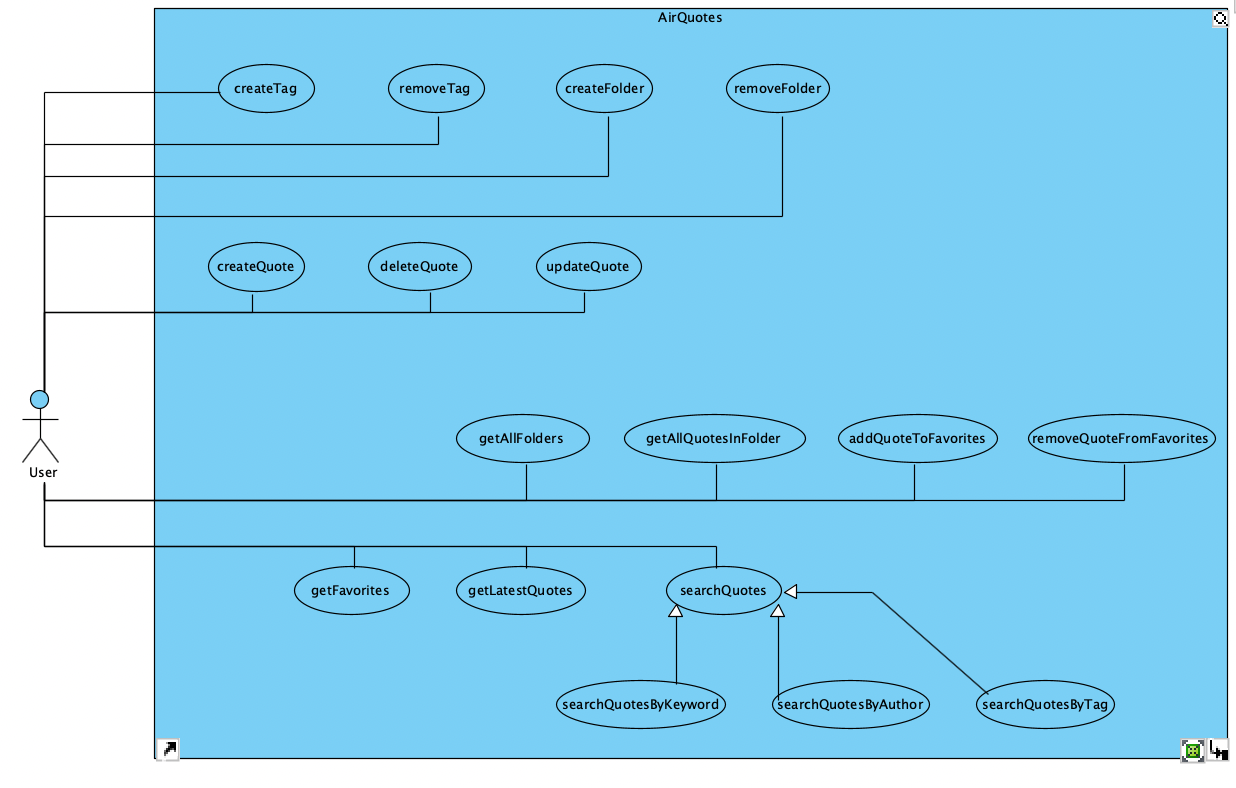 AirQuotes
createTag
removeTag
createFolder
removeFolder
createQuote
deleteQuote
updateQuote
getAllFolders
getAllQuotesInFolder
addQuoteToFavorites
removeQuoteFromFavorites
User
getFavorites
getLatestQuotes
searchQuotes
searchQuotesByKeyword
searchQuotesByAuthor
searchQuotesByTag